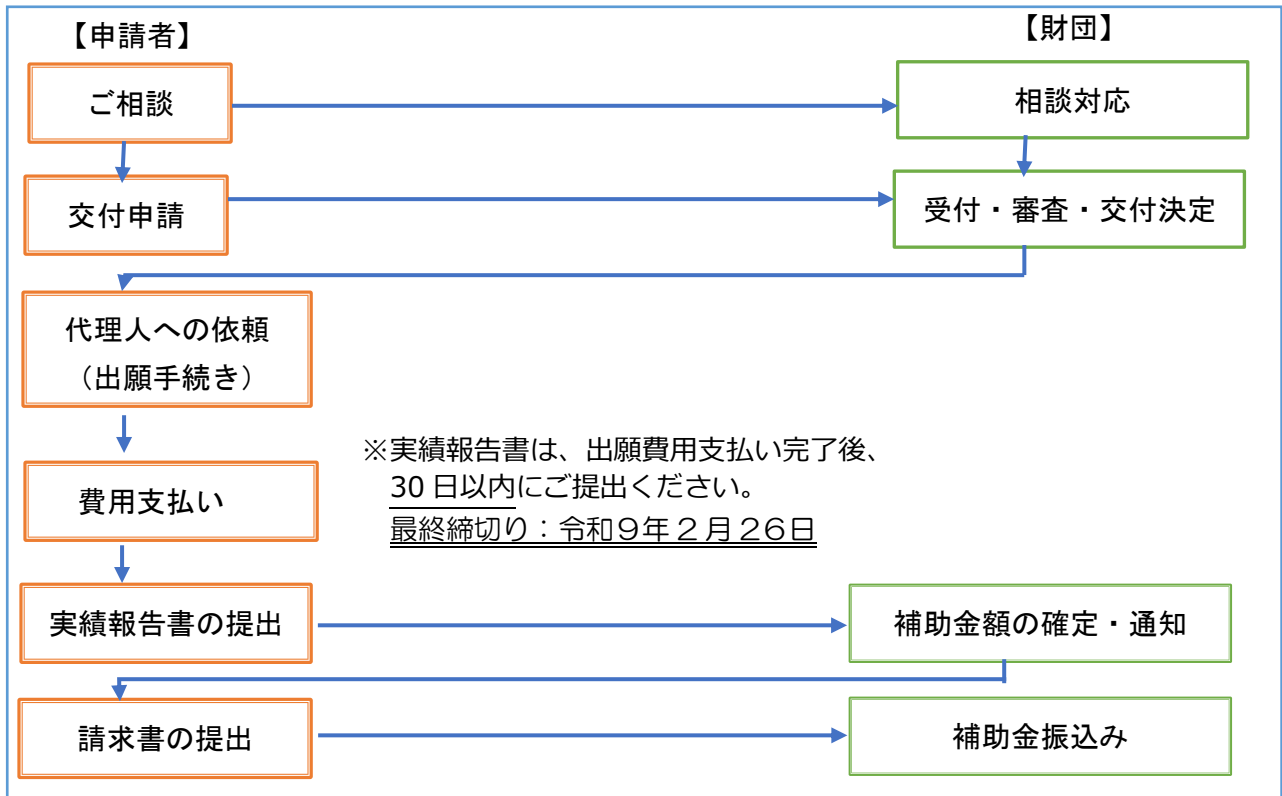 【申請者】
【財団】
ご相談
相談対応
交付申請
受付・審査・交付決定
代理人への依頼
（出願手続き）
費用支払い
※実績報告書は、出願費用支払い完了後、
30日以内にご提出ください。
最終締切り：令和９年２月２６日
実績報告書の提出
補助金額の確定・通知
請求書の提出
補助金振込み